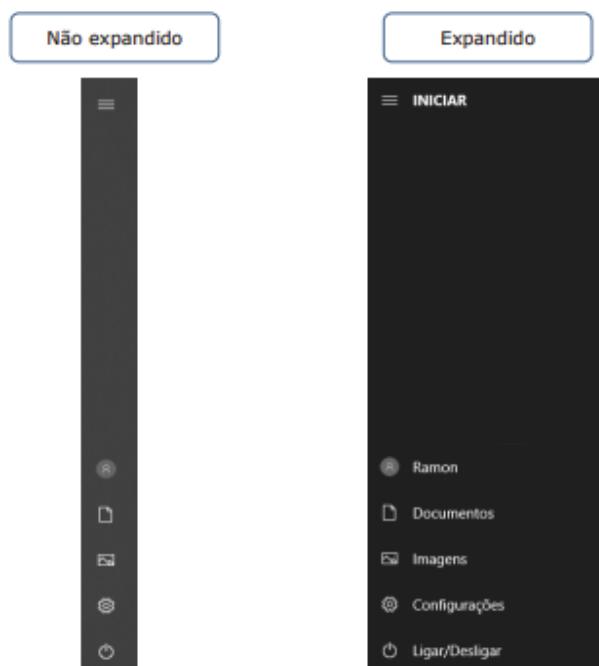 Não expandido
Expandido
INICIAR
Ramon
Documentos
Imagens
Configurações
Ligar/Desligar